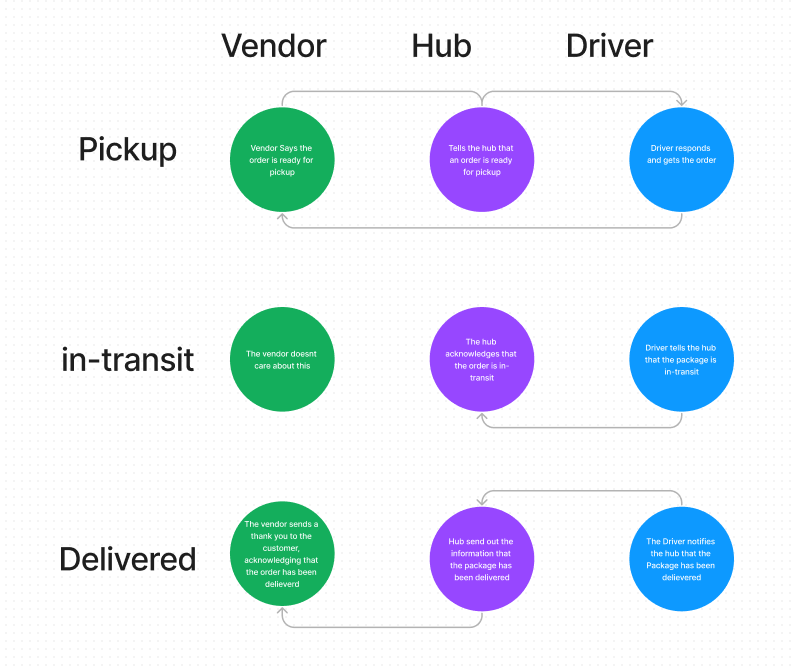 Vendor
Hub
Driver
Pickup
Vendor Says the
order is ready for
pickup
Tells the hub that
an order is ready
for pickup
Driver responds
and gets the order
in-transit
The vendor doesnt
care about this
The hub
acknowledges that
the order is in-
transit
Driver tells the hub
that the package is
in-transit
Delivered
The vendor sends a
thank you to the
customer,
acknowledging that
the order has been
delieverd
Hub send out the
information that
the package has
been delivered
The Driver notifies
the hub that the
Package has been
delievered